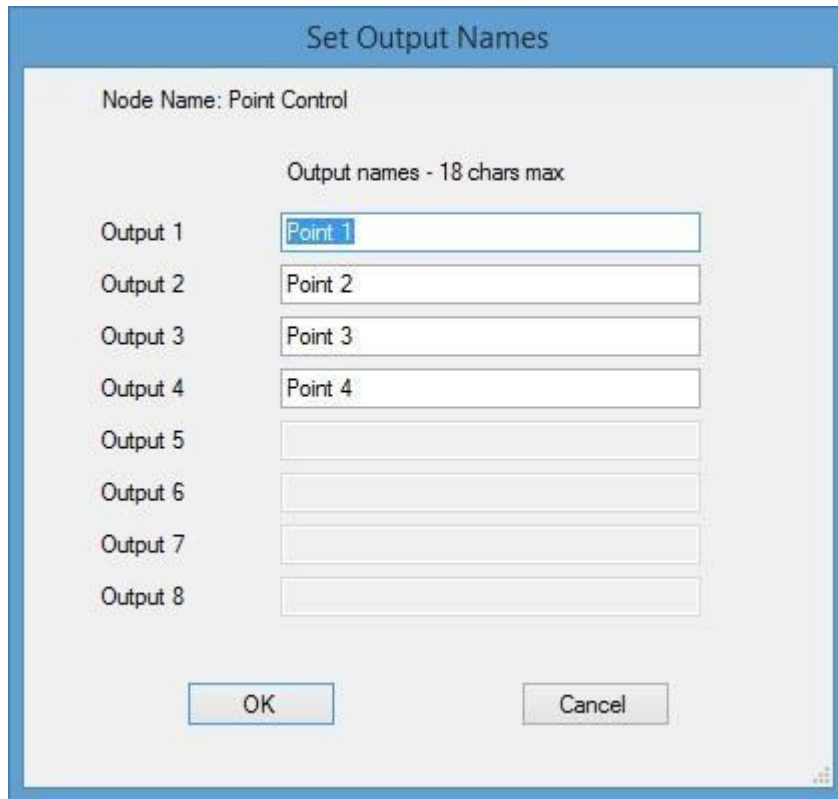 Set Output Names
Node Name: Point Control
Output names - 18 chars max
Output 1 Point 1
Output 2 Point 2
Output 3 Point 3
Output 4 Point 4
Output 5
Output 6
Output 7
Output 8
OK Cancel